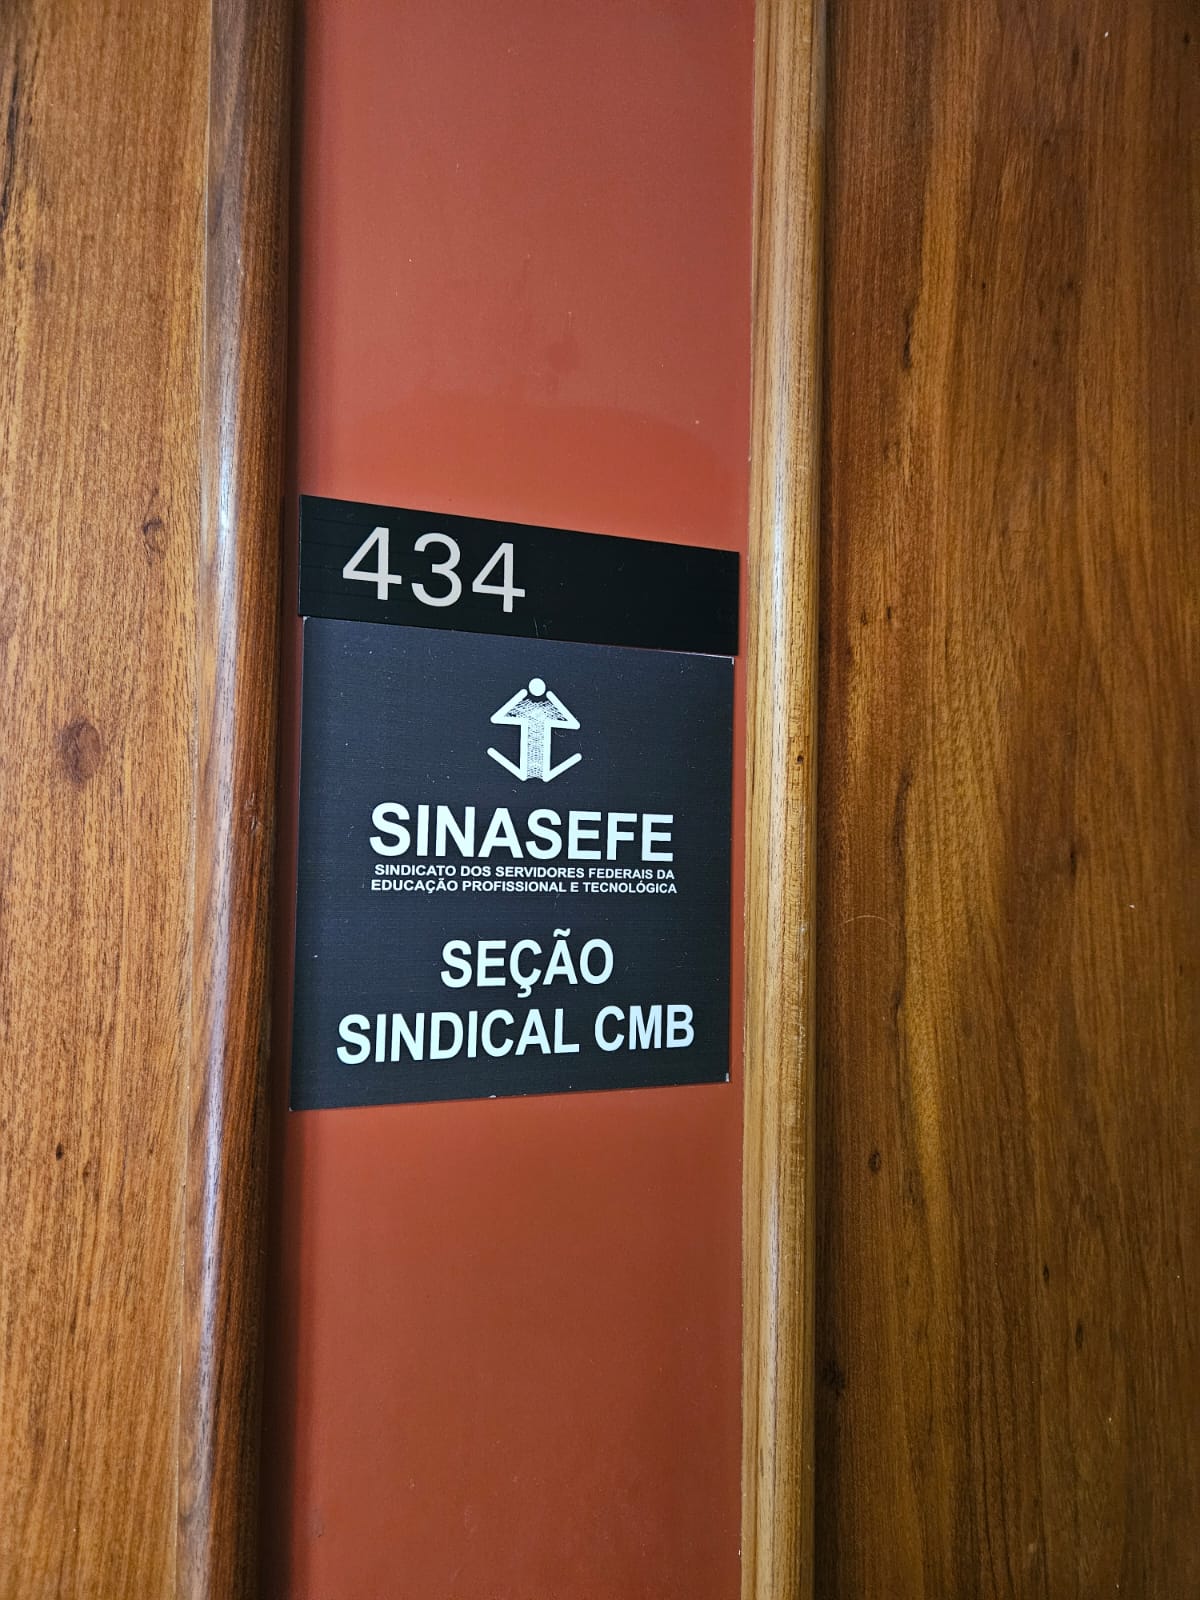 434
SINASEFE
SINDICATO DOS SERVIDORES FEDERAIS DA
EDUCAÇÃO PROFISSIONAL E TECNOLÓGICA
SEÇÃO
SINDICAL CMB